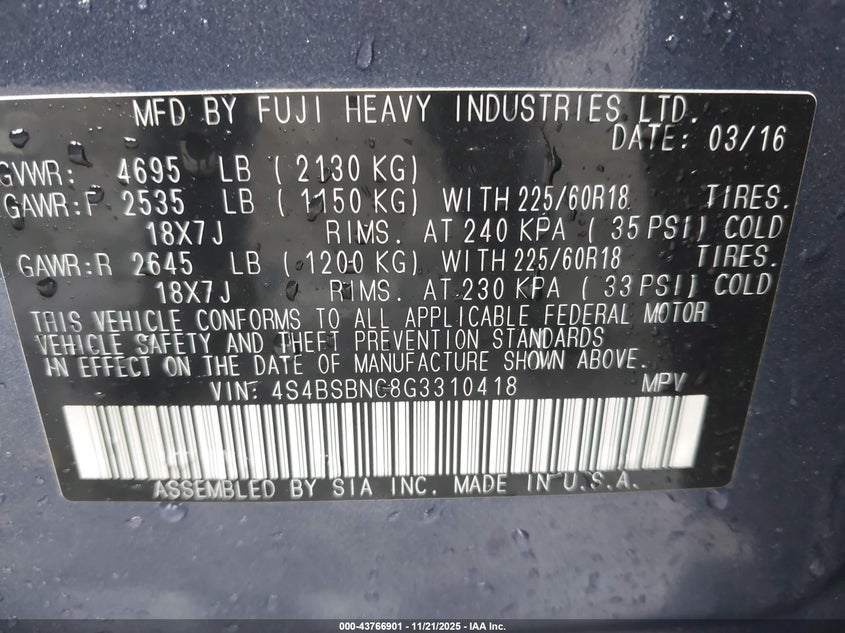 MFD BY FUJI HEAVY INDUSTRIES LTD.
DATE: 03/16
GVWR: 4695 LB ( 2130 KG)
GAWR:F 2535 LB ( 1150 KG) WITH 225/60R18 TIRES.
18X7J RIMS. AT 240 KPA ( 35 PSI) COLD
GAWR:R 2645 LB ( 1200 KG) WITH 225/60R18 TIRES.
18X7J RIMS. AT 230 KPA ( 33 PSI) COLD
THIS VEHICLE CONFORMS TO ALL APPLICABLE FEDERAL MOTOR
VEHICLE SAFETY AND THEFT PREVENTION STANDARDS
IN EFFECT ON THE DATE OF MANUFACTURE SHOWN ABOVE.
VIN: 4S4BSBNC8G3310418 MPV
ASSEMBLED BY SIA INC. MADE IN U.S.A.
000-43766901 - 11/21/2025 - IAA Inc.